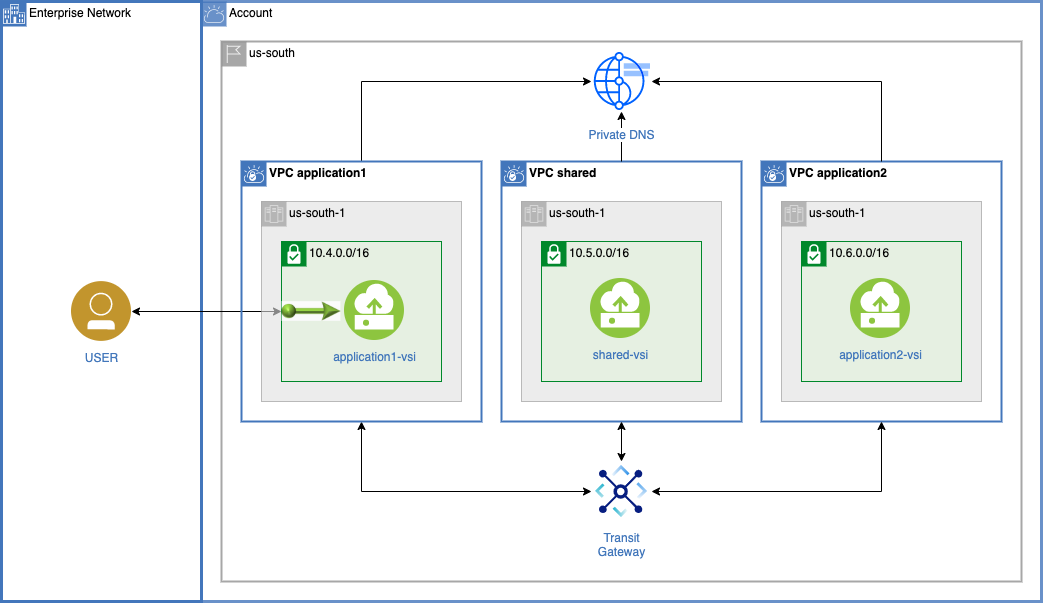 Enterprise Network
Account
us-south
Private DNS
VPC application1
VPC shared
VPC application2
us-south-1
us-south-1
us-south-1
10.4.0.0/16
10.5.0.0/16
10.6.0.0/16
USER
application1-vsi
shared-vsi
application2-vsi
Transit
Gateway